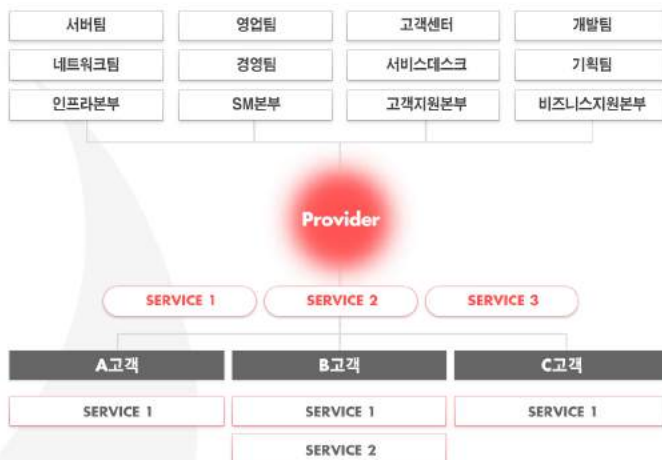 서버팀 영업팀 고객센터 개발팀
네트워크팀 경영팀 서비스데스크 기획팀
인프라본부 SM본부 고객지원본부 비즈니스지원본부
Provider
SERVICE 1 SERVICE 2 SERVICE 3
A고객 B고객 C고객
SERVICE 1 SERVICE 1 SERVICE 1
SERVICE 2